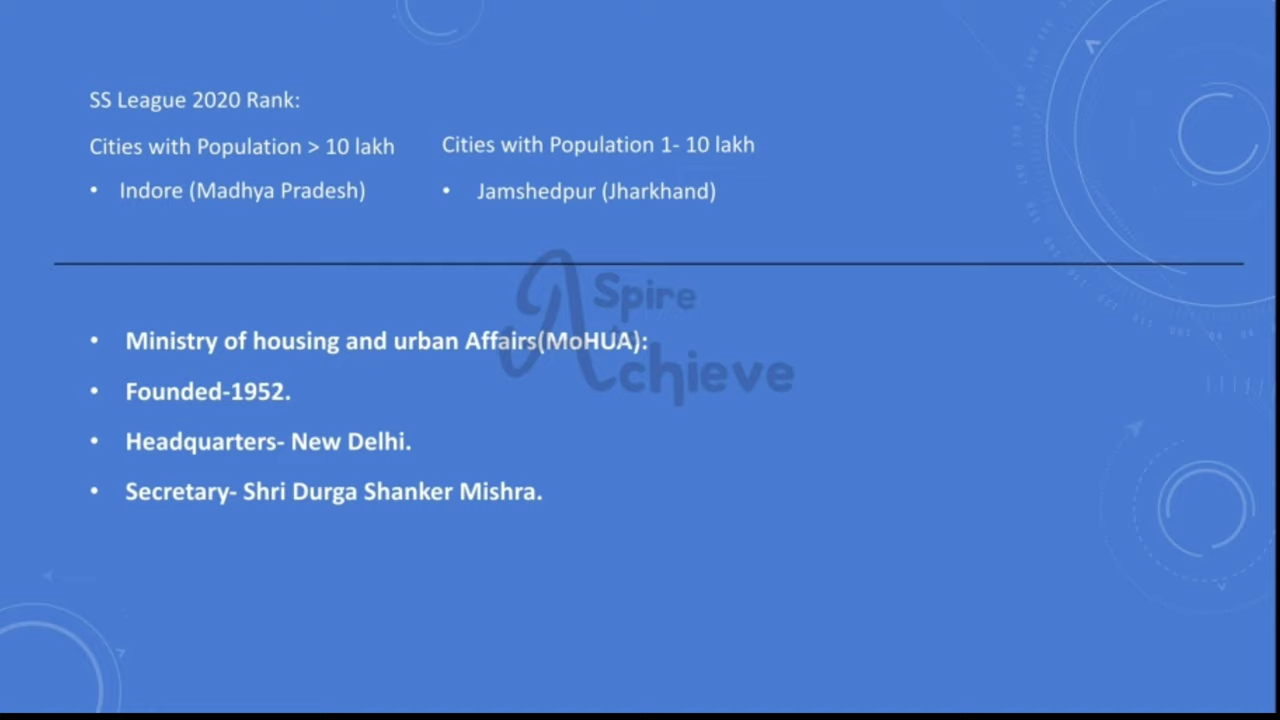 SS League 2020 Rank:
Cities with Population > 10 lakh
• Indore (Madhya Pradesh)
Cities with Population 1- 10 lakh
• Jamshedpur (Jharkhand)
Spire
Achieve
• Ministry of housing and urban Affairs(MoHUA):
• Founded-1952.
• Headquarters- New Delhi.
• Secretary- Shri Durga Shanker Mishra.